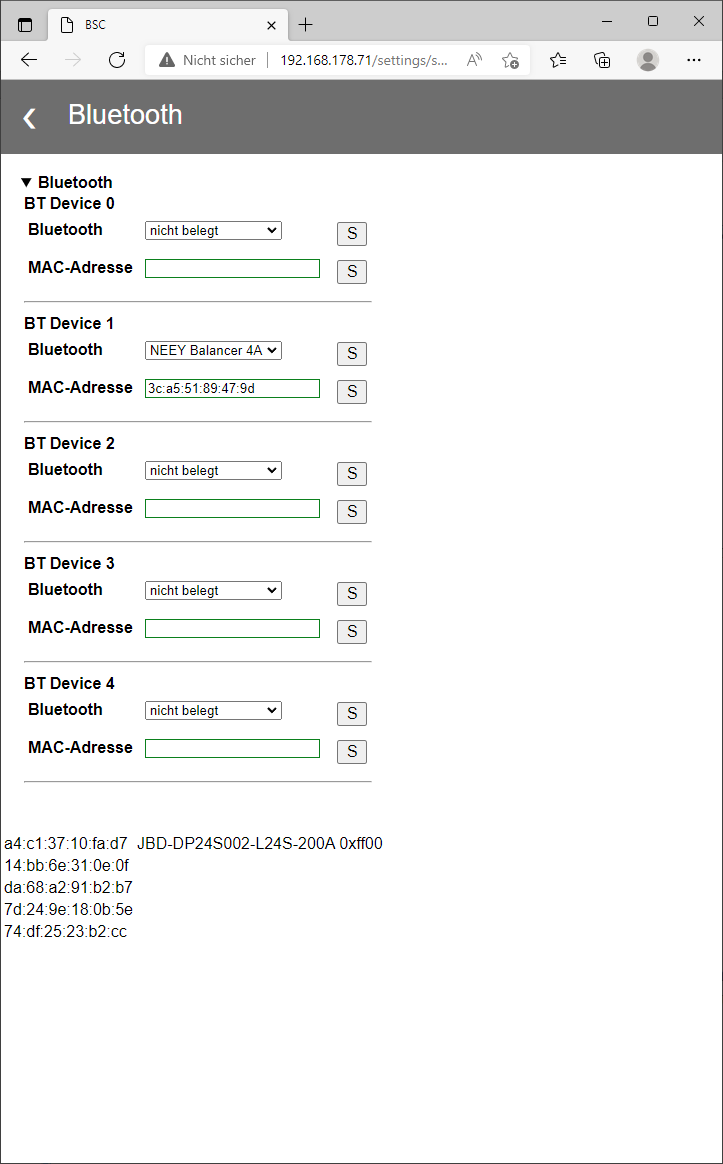 BSC
Nicht sicher 192.168.178.71/settings/s...
Bluetooth
Bluetooth
BT Device 0
Bluetooth nicht belegt S
MAC-Adresse S
BT Device 1
Bluetooth NEEY Balancer 4A S
MAC-Adresse 3c:a5:51:89:47:9d S
BT Device 2
Bluetooth nicht belegt S
MAC-Adresse S
BT Device 3
Bluetooth nicht belegt S
MAC-Adresse S
BT Device 4
Bluetooth nicht belegt S
MAC-Adresse S
a4:c1:37:10:fa:d7 JBD-DP24S002-L24S-200A 0xff00
14:bb:6e:31:0e:0f
da:68:a2:91:b2:b7
7d:24:9e:18:0b:5e
74:df:25:23:b2:cc